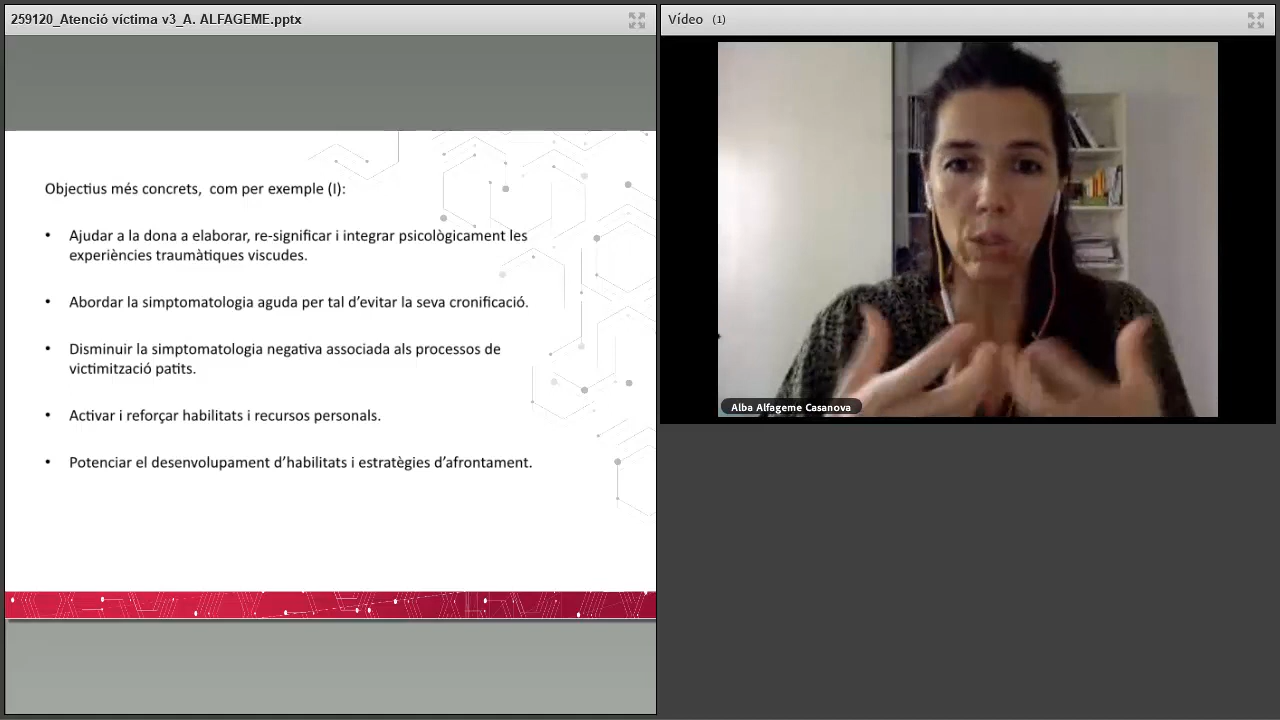 259120_Atenció víctima v3_A. ALFAGEME.pptx
Objectius més concrets, com per exemple (I):
• Ajudar a la dona a elaborar, re-significar i integrar psicològicament les
experiències traumàtiques viscudes.
• Abordar la simptomatologia aguda per tal d'evitar la seva cronificació.
• Disminuir la simptomatologia negativa associada als processos de
victimització patits.
• Activar i reforçar habilitats i recursos personals.
• Potenciar el desenvolupament d'habilitats i estratègies d'afrontament.
Vídeo (1)
Alba Alfageme Casanova